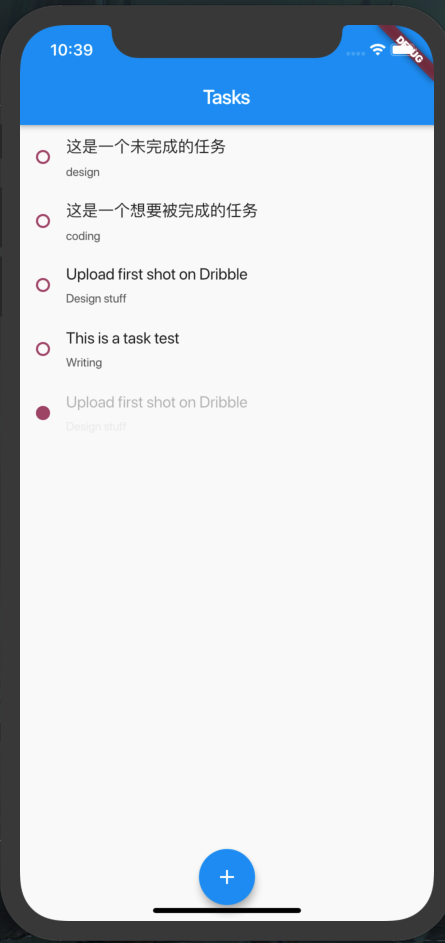 10:39
DEBUG
Tasks
这是一个未完成的任务
design
这是一个想要被完成的任务
coding
Upload first shot on Dribble
Design stuff
This is a task test
Writing
Upload first shot on Dribble
Design stuff